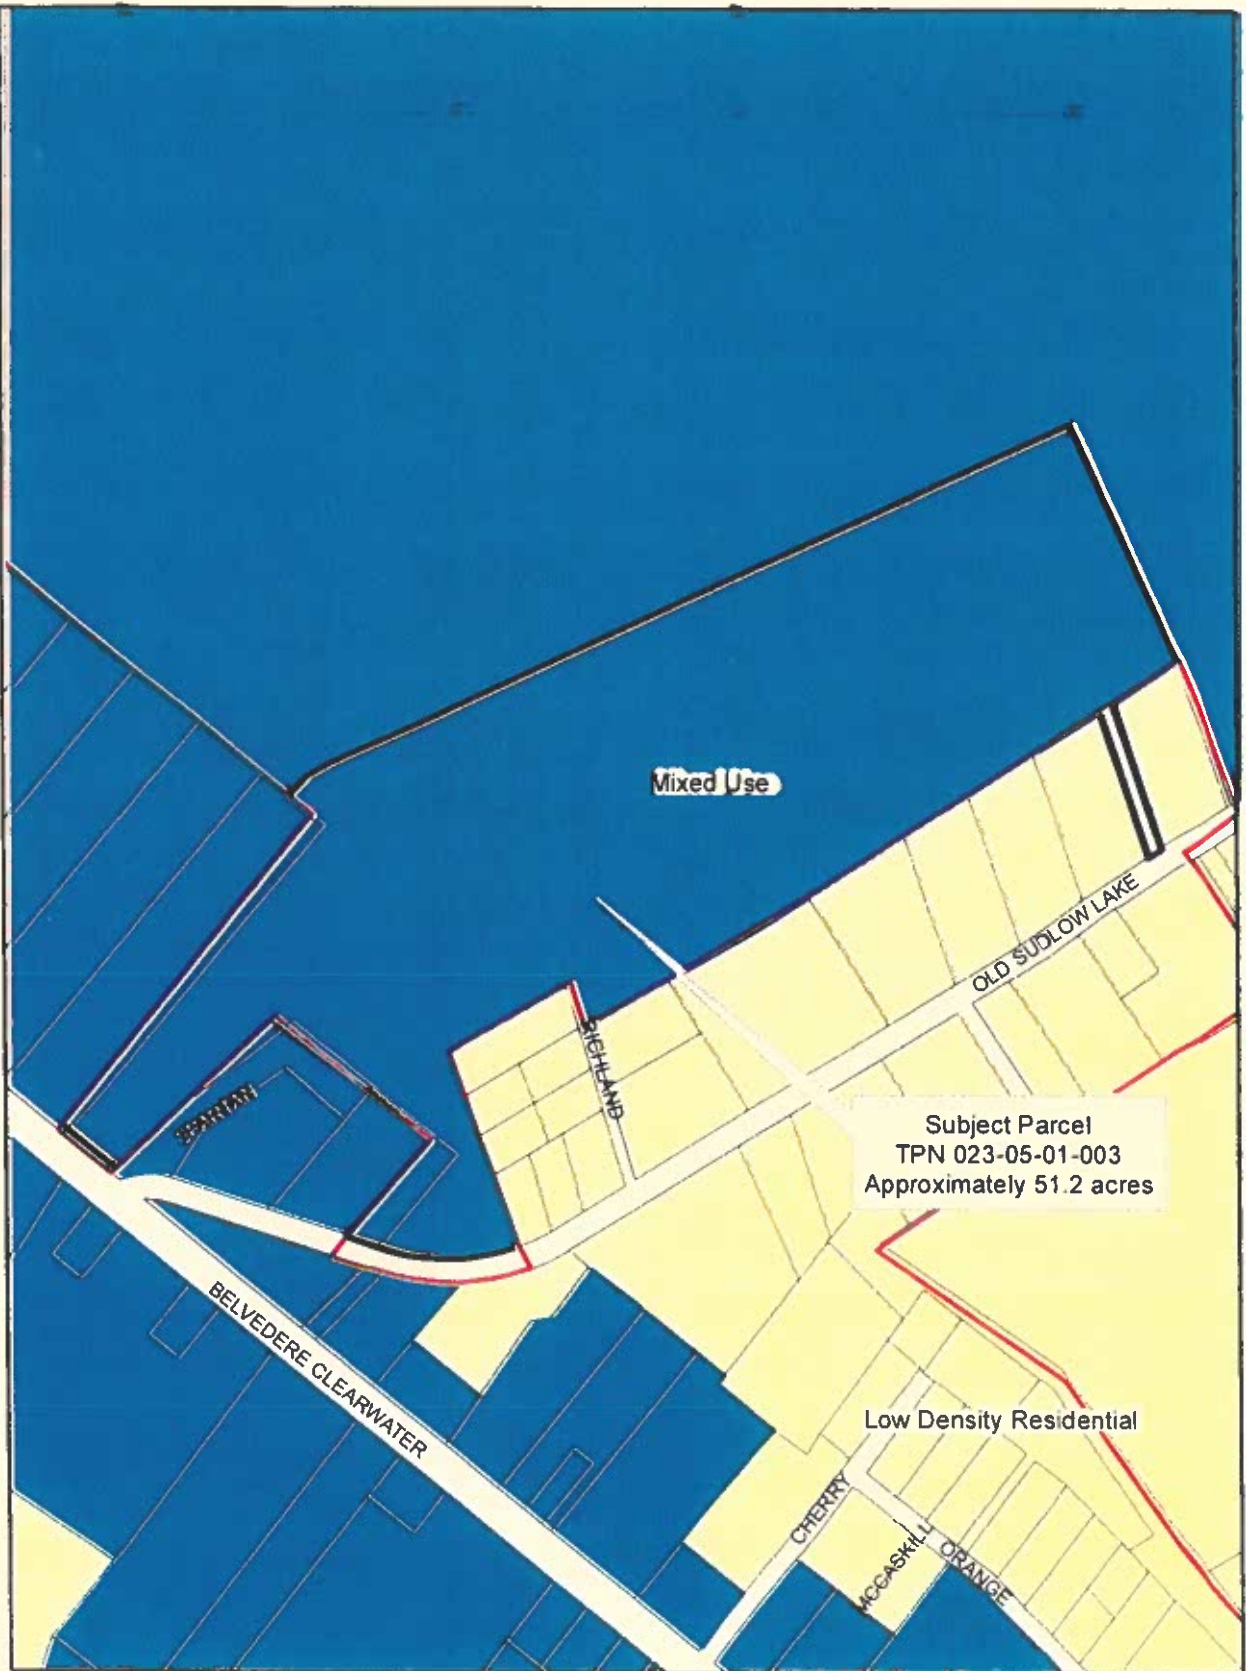 Mixed Use
OLD SUDLOW LAKE
RICHLAND
SPARTAN
Subject Parcel
TPN 023-05-01-003
Approximately 51.2 acres
BELVEDERE CLEARWATER
Low Density Residential
CHERRY
MCCASKILL
ORANGE